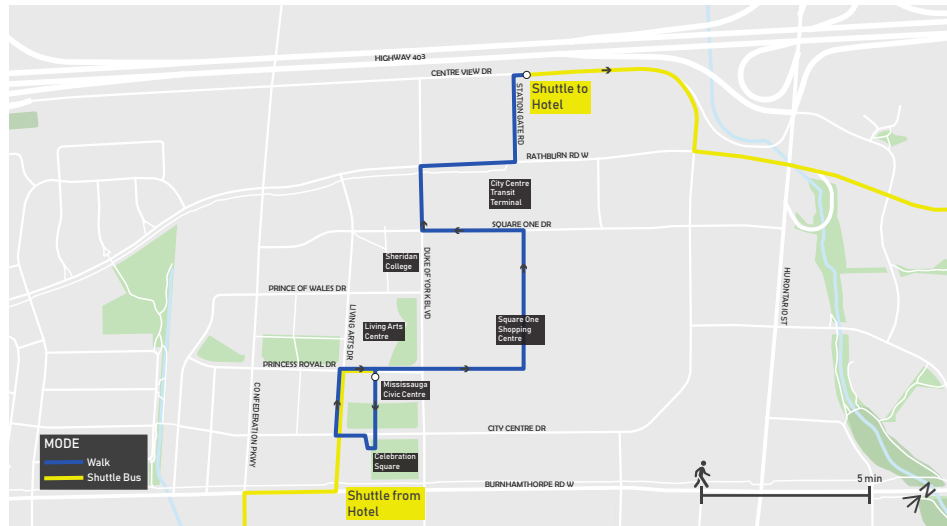 HIGHWAY 403
CENTRE VIEW DR
Shuttle to
Hotel
STATION GATE RD
RATHBURN RD W
City Centre
Transit
Terminal
SQUARE ONE DR
Sheridan
College
DUKE OF YORK BLVD
HURONTARIO ST
PRINCE OF WALES DR
LIVING ARTS DR
Living Arts
Centre
Square One
Shopping
Centre
PRINCESS ROYAL DR
Mississauga
Civic Centre
CONFEDERATION PKWY
CITY CENTRE DR
MODE
Walk
Shuttle Bus
Celebration
Square
BURNHAMTHORPE RD W
Shuttle from
Hotel
5 min
N